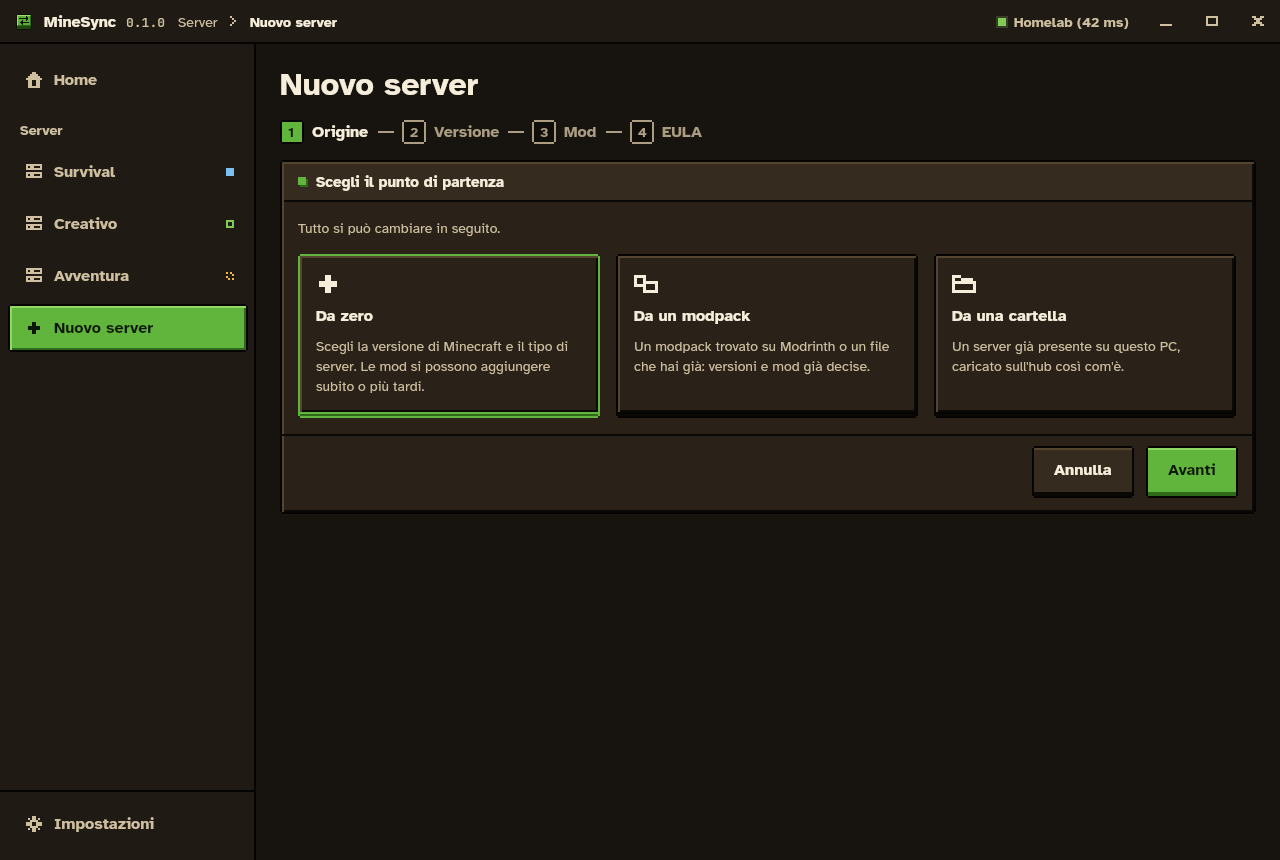 MineSync 0.1.0 Server Nuovo server
Homelab (42 ms)
Home
Server
Survival
Creativo
Avventura
Nuovo server
Impostazioni
Nuovo server
1 Origine — 2 Versione — 3 Mod — 4 EULA
Scegli il punto di partenza
Tutto si può cambiare in seguito.
Da zero
Scegli la versione di Minecraft e il tipo di
server. Le mod si possono aggiungere
subito o più tardi.
Da un modpack
Un modpack trovato su Modrinth o un file
che hai già: versioni e mod già decise.
Da una cartella
Un server già presente su questo PC,
caricato sull'hub così com'è.
Annulla
Avanti